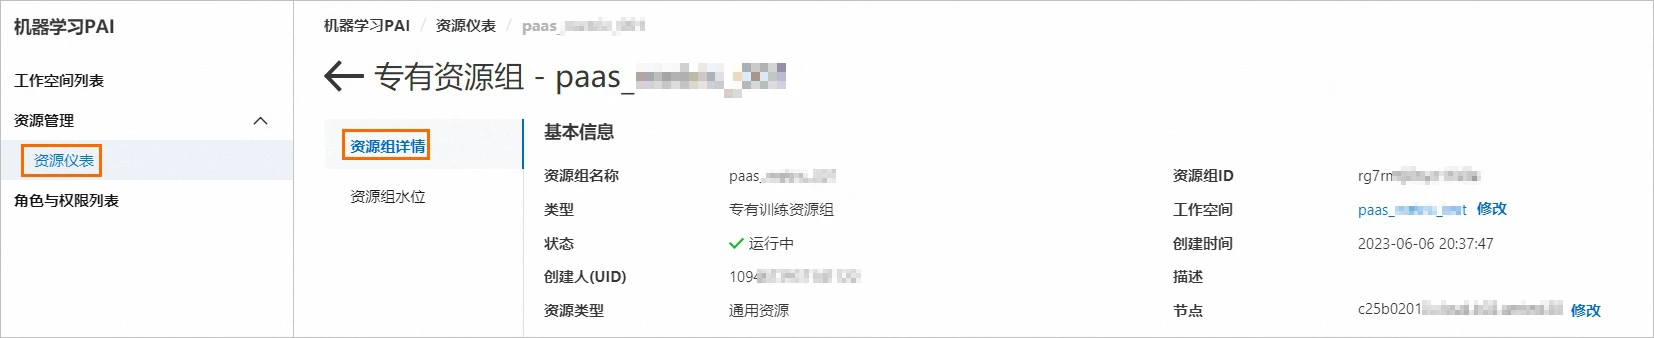 机器学习PAI
工作空间列表
资源管理
资源仪表
角色与权限列表
机器学习PAI / 资源仪表 / paas_
专有资源组 - paas_
资源组详情
资源组水位
基本信息
资源组名称 paas_
资源组ID rg7rm
类型 专有训练资源组
工作空间 paas_ 修改
状态 运行中
创建时间 2023-06-06 20:37:47
创建人(UID) 1094
描述
资源类型 通用资源
节点 c25b0201 修改